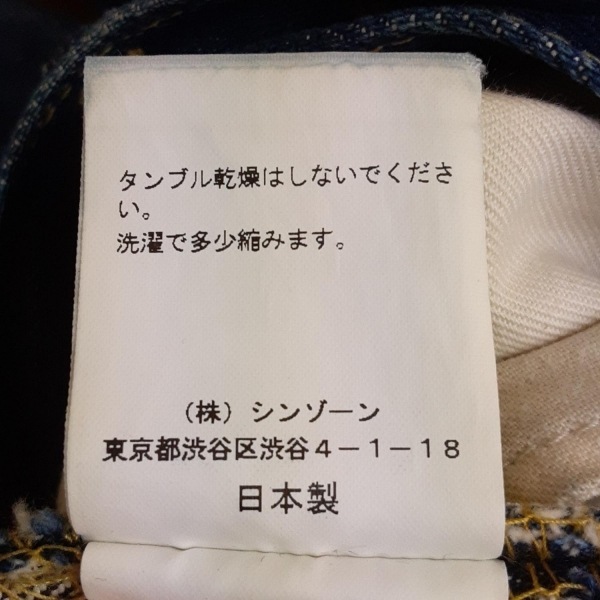 タンブル乾燥はしないでくださ
い。
洗濯で多少縮みます。
（株）シンゾーン
東京都渋谷区渋谷４－１－１８
日本製